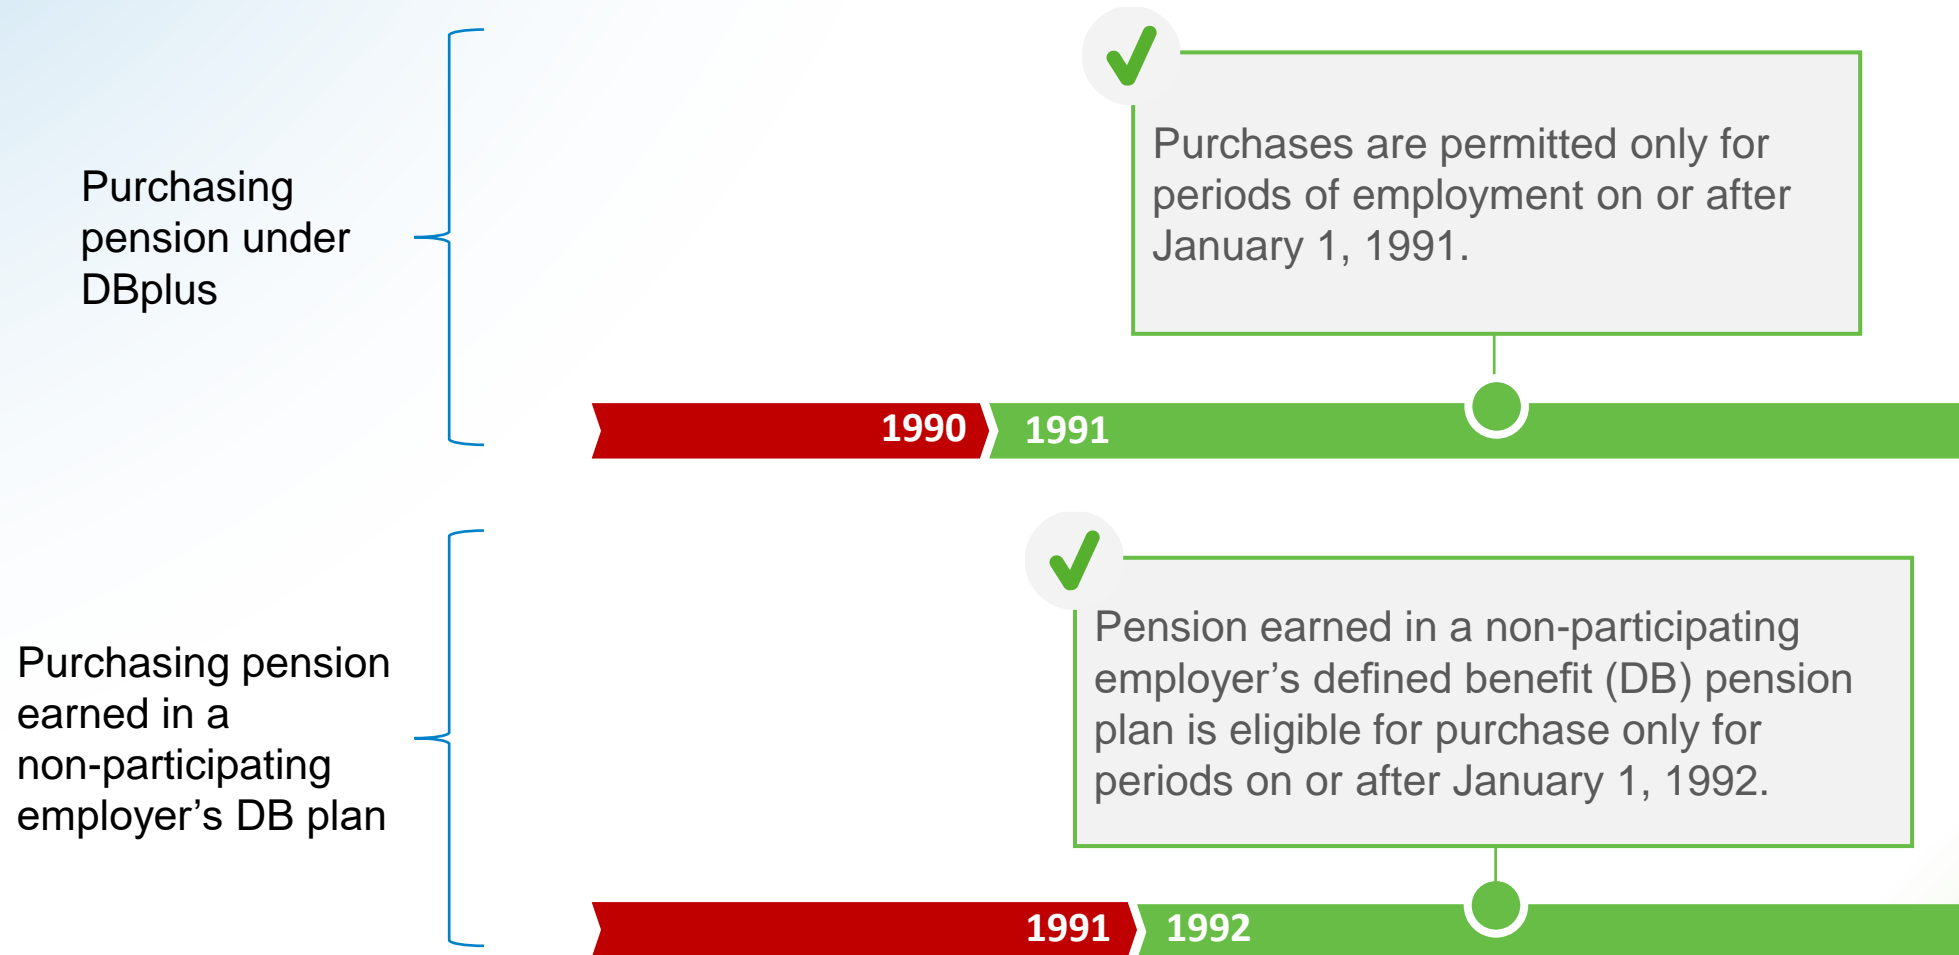 Purchasing
pension under
DBplus
Purchases are permitted only for
periods of employment on or after
January 1, 1991.
1990
1991
Purchasing pension
earned in a
non-participating
employer’s DB plan
Pension earned in a non-participating
employer’s defined benefit (DB) pension
plan is eligible for purchase only for
periods on or after January 1, 1992.
1991
1992